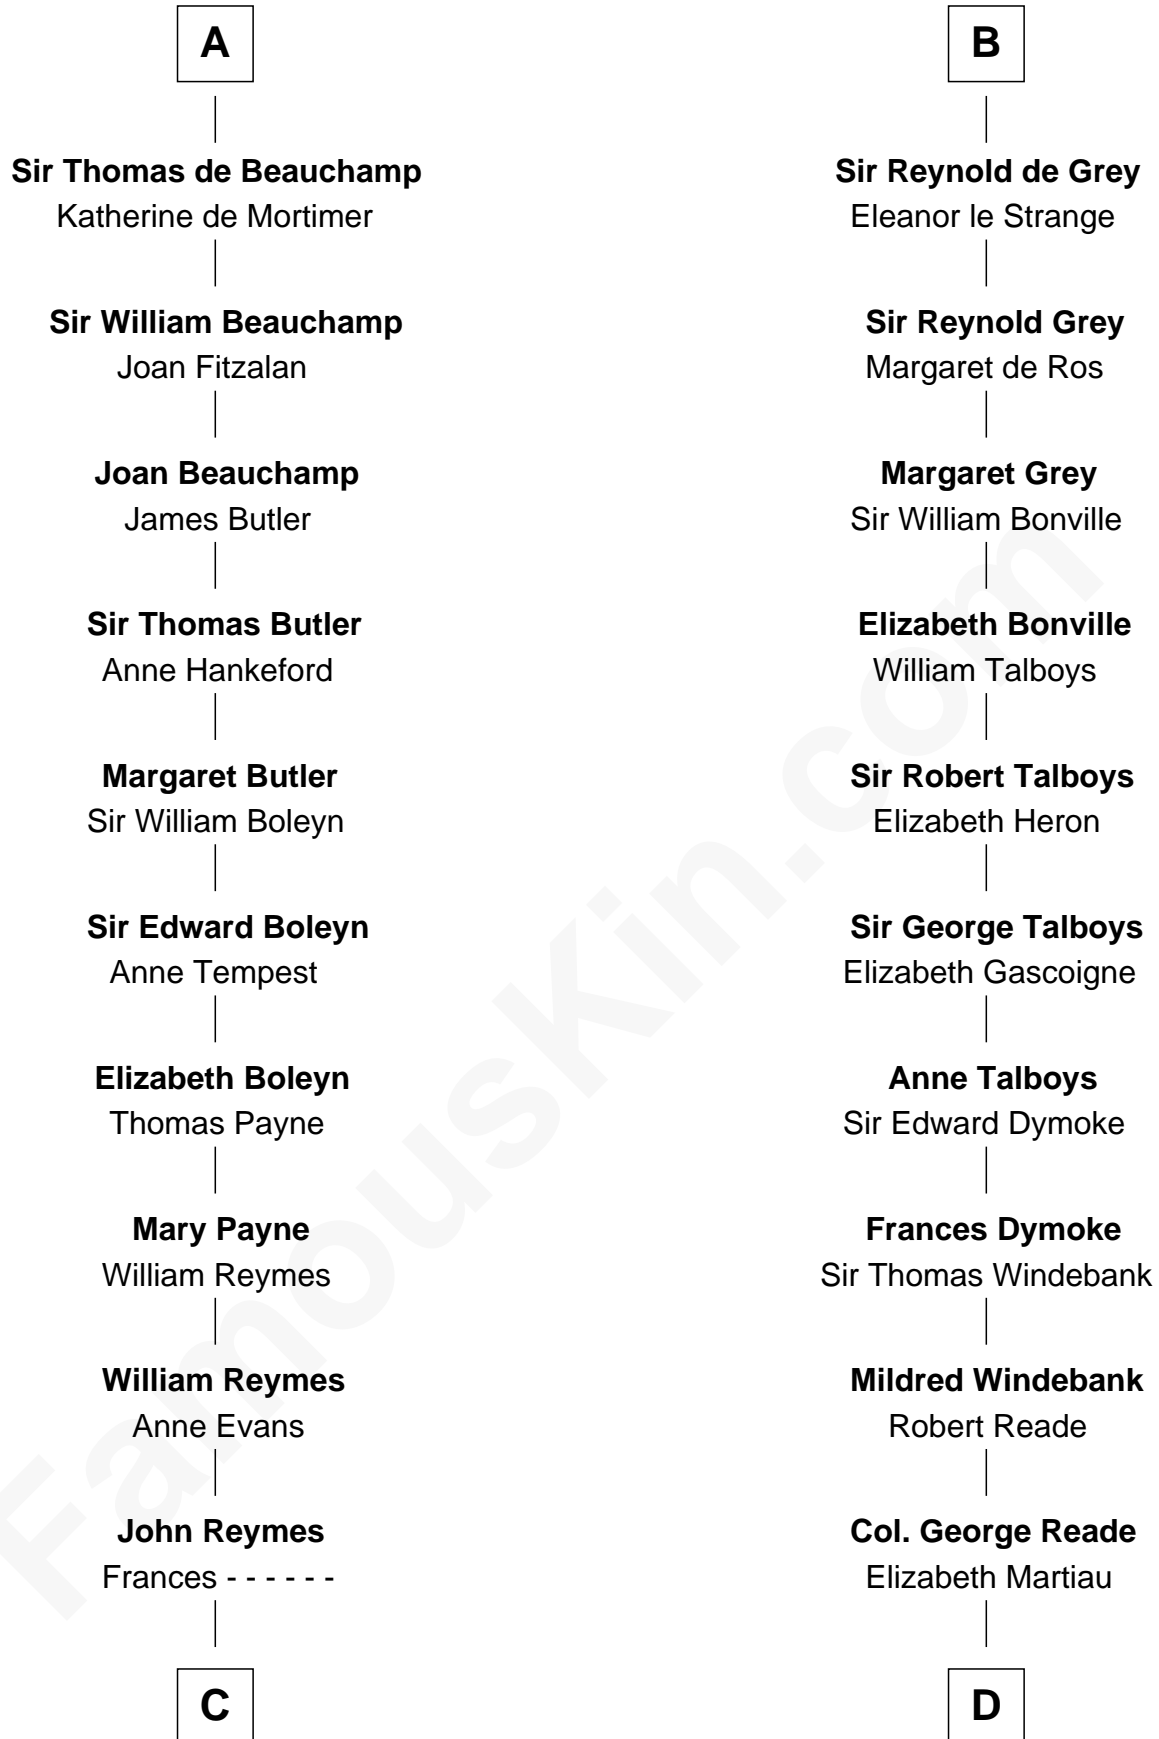 A
Sir Thomas de Beauchamp
Katherine de Mortimer
Sir William Beauchamp
Joan Fitzalan
Joan Beauchamp
James Butler
Sir Thomas Butler
Anne Hankeford
Margaret Butler
Sir William Boleyn
Sir Edward Boleyn
Anne Tempest
Elizabeth Boleyn
Thomas Payne
Mary Payne
William Reymes
William Reymes
Anne Evans
John Reymes
Frances - - - - - -
C
B
Sir Reynold de Grey
Eleanor le Strange
Sir Reynold Grey
Margaret de Ros
Margaret Grey
Sir William Bonville
Elizabeth Bonville
William Talboys
Sir Robert Talboys
Elizabeth Heron
Sir George Talboys
Elizabeth Gascoigne
Anne Talboys
Sir Edward Dymoke
Frances Dymoke
Sir Thomas Windebank
Mildred Windebank
Robert Reade
Col. George Reade
Elizabeth Martiau
D
FamousKin.com